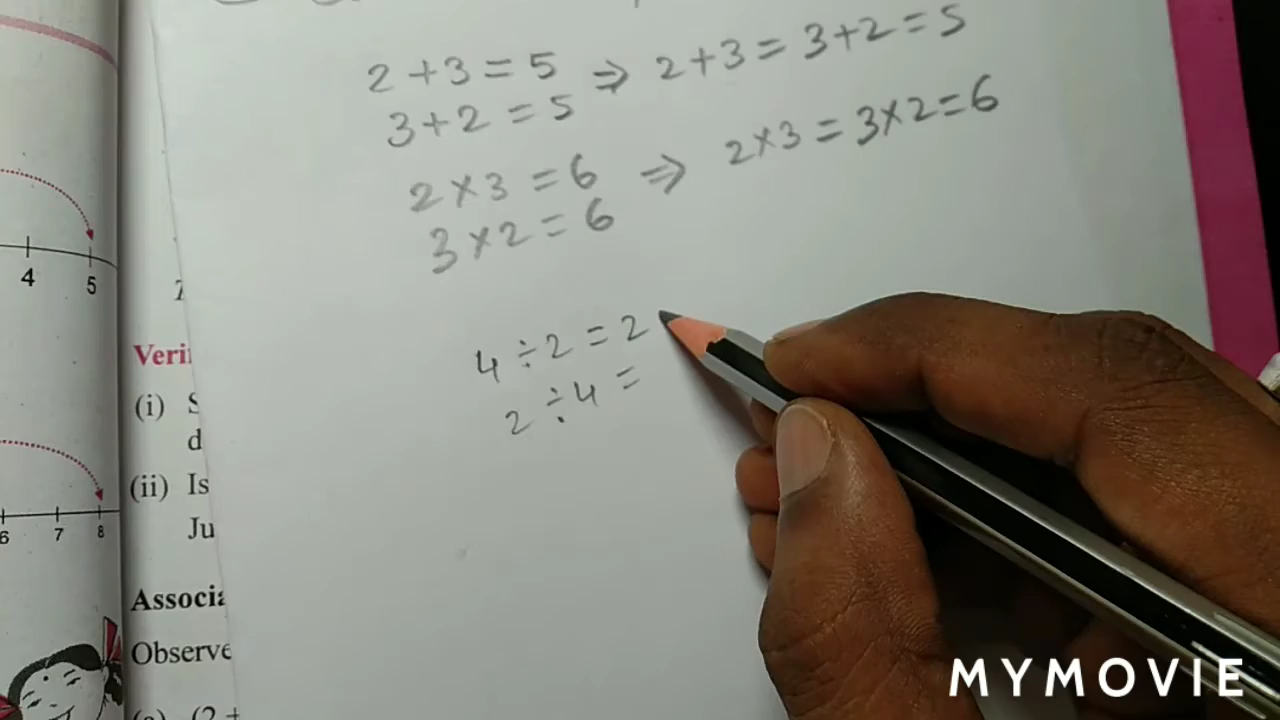 2 + 3 = 5 ⇒ 2 + 3 = 3 + 2 = 5
3 + 2 = 5
2 × 3 = 6 ⇒ 2 × 3 = 3 × 2 = 6
3 × 2 = 6
4 ÷ 2 = 2
2 ÷ 4 =
4 5
6 7 8
Veri
(i) S
d
(ii) Is
Ju
Associa
Observe
(2 +
MYMOVIE